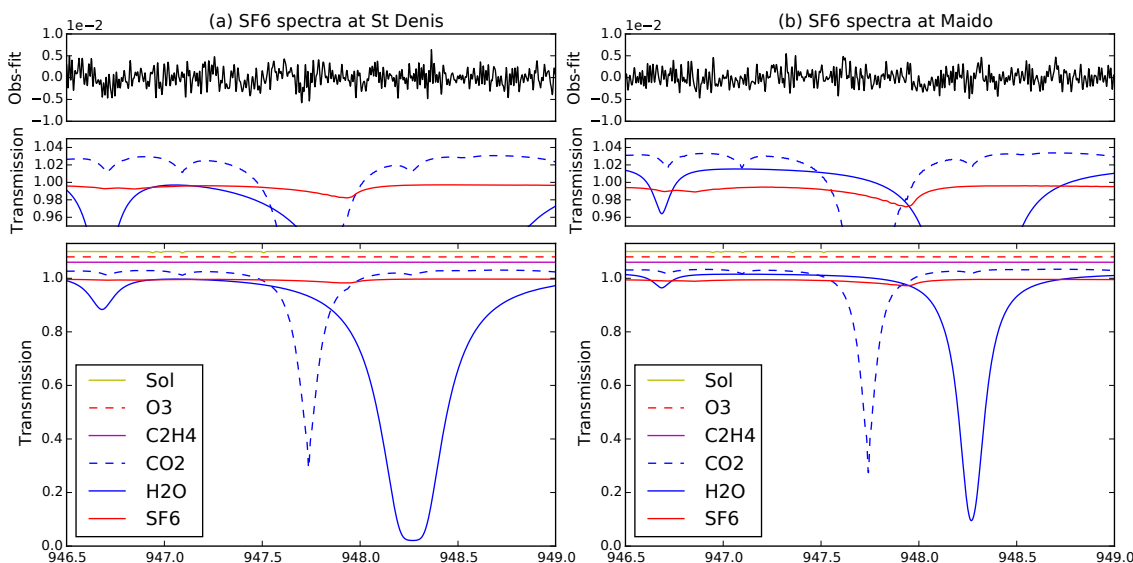 (a) SF6 spectra at St Denis
1e−2
1.0
0.5
0.0
−0.5
−1.0
Obs-fit
1.04
1.02
1.00
0.98
0.96
Transmission
1.0
0.8
0.6
0.4
0.2
0.0
Transmission
Sol
O3
C2H4
CO2
H2O
SF6
946.5 947.0 947.5 948.0 948.5 949.0
(b) SF6 spectra at Maido
1e−2
1.0
0.5
0.0
−0.5
−1.0
Obs-fit
1.04
1.02
1.00
0.98
0.96
Transmission
1.0
0.8
0.6
0.4
0.2
0.0
Transmission
Sol
O3
C2H4
CO2
H2O
SF6
946.5 947.0 947.5 948.0 948.5 949.0